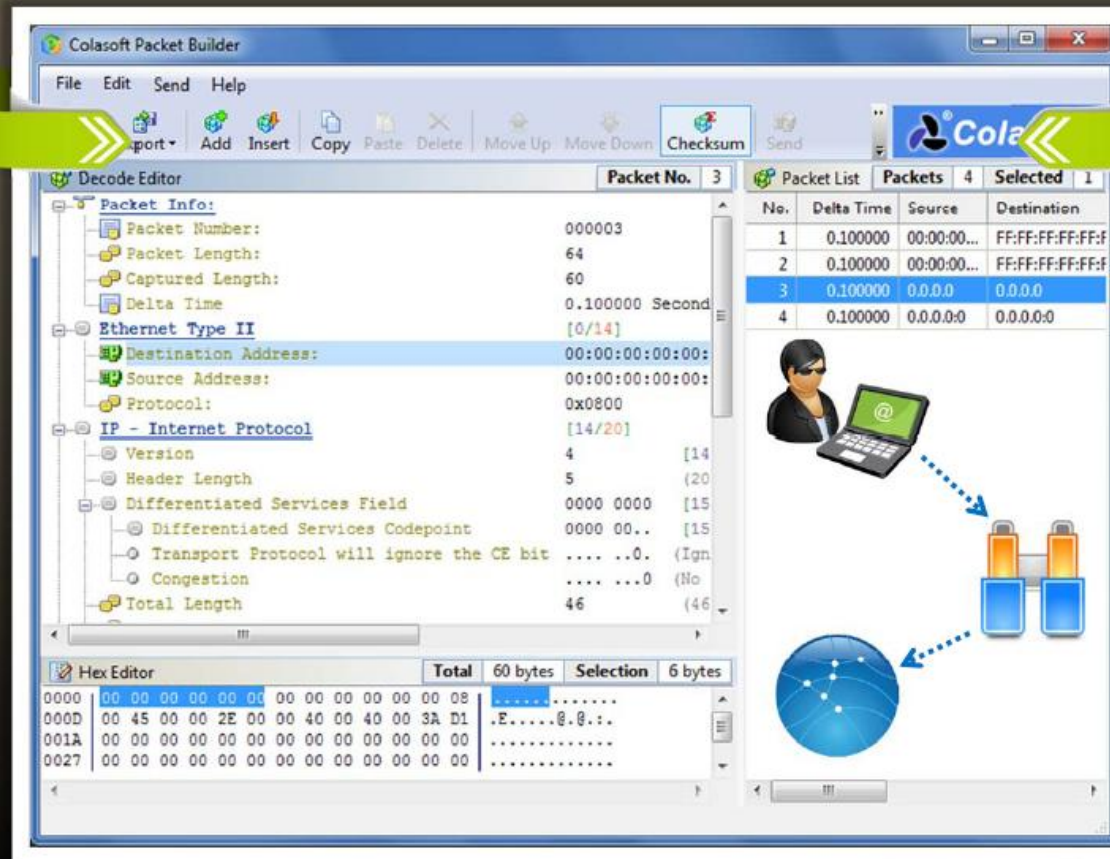 Colasoft Packet Builder
File Edit Send Help
Add Insert Copy Paste Delete Move Up Move Down Checksum Send
Decode Editor Packet No. 3
Packet Info:
Packet Number: 000003
Packet Length: 64
Captured Length: 60
Delta Time 0.100000 Second
Ethernet Type II [0/14]
Destination Address: 00:00:00:00:00:
Source Address: 00:00:00:00:00:
Protocol: 0x0800
IP - Internet Protocol [14/20]
Version 4 [14
Header Length 5 (20
Differentiated Services Field 0000 0000 [15
Differentiated Services Codepoint 0000 00.. [15
Transport Protocol will ignore the CE bit .... ..0. (Ign
Congestion .... ...0 (No
Total Length 46 (46
Hex Editor Total 60 bytes Selection 6 bytes
0000 00 00 00 00 00 00 00 00 00 00 00 00 08 .............
000D 00 45 00 00 2E 00 00 40 00 40 00 3A D1 .E.....@.@.:.
001A 00 00 00 00 00 00 00 00 00 00 00 00 00 .............
0027 00 00 00 00 00 00 00 00 00 00 00 00 00 .............
Packet List Packets 4 Selected 1
No. Delta Time Source Destination
1 0.100000 00:00:00... FF:FF:FF:FF:FF:F
2 0.100000 00:00:00... FF:FF:FF:FF:FF:F
3 0.100000 0.0.0.0 0.0.0.0
4 0.100000 0.0.0.0:0 0.0.0.0:0
@